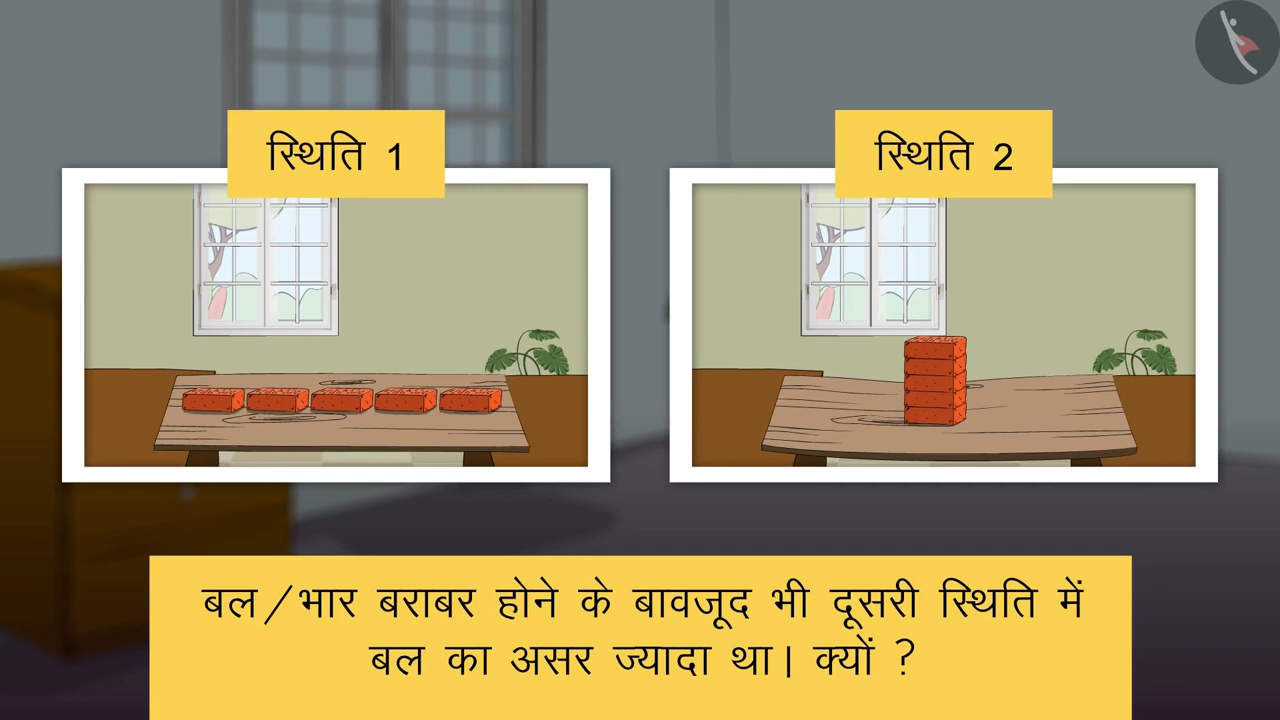 स्थिति 1
स्थिति 2
बल/भार बराबर होने के बावजूद भी दूसरी स्थिति में
बल का असर ज्यादा था। क्यों ?